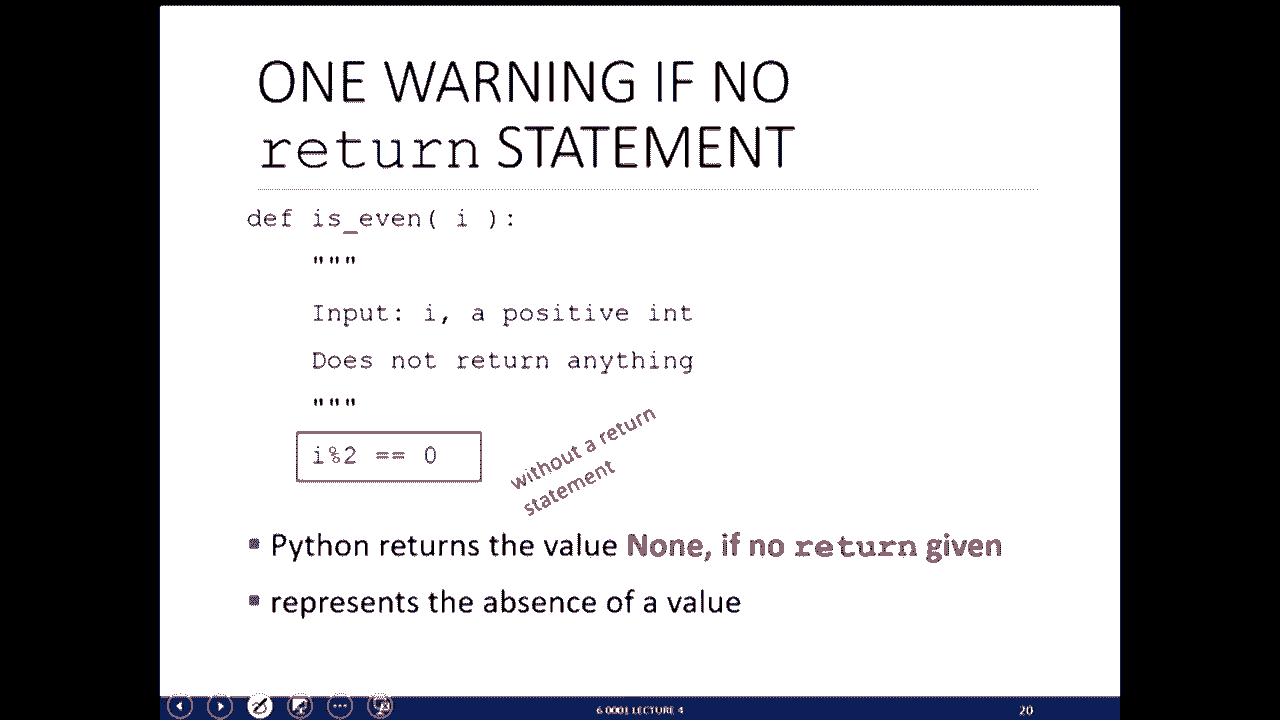 ONE WARNING IF NO
return STATEMENT
def is_even( i ):
"""
Input: i, a positive int
Does not return anything
"""
i%2 == 0
without a return
statement
▪ Python returns the value None, if no return given
▪ represents the absence of a value
6.0001 LECTURE 4
20